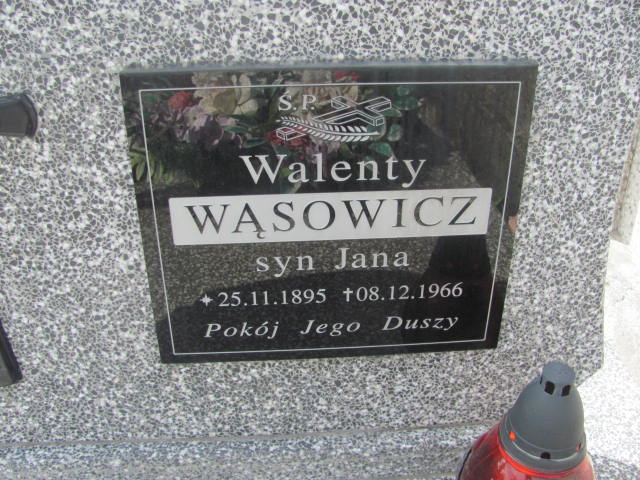 Ś.P.
Walenty
WĄSOWICZ
syn Jana
25.11.1895 †08.12.1966
Pokój Jego Duszy